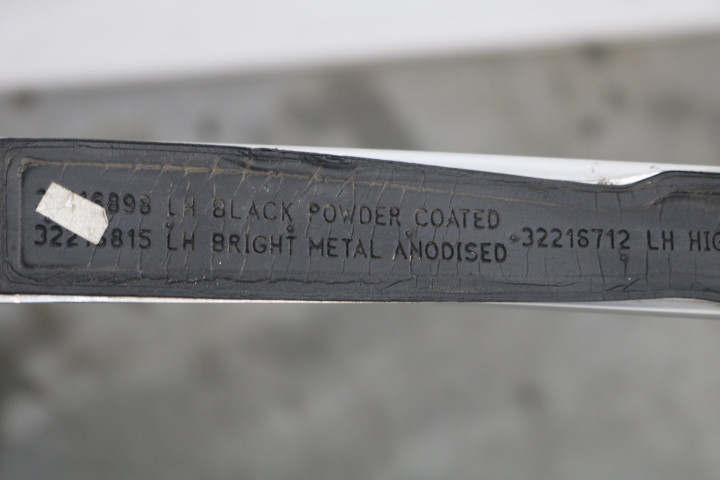 LH BLACK POWDER COATED
LH BRIGHT METAL ANODISED
32216712 LH